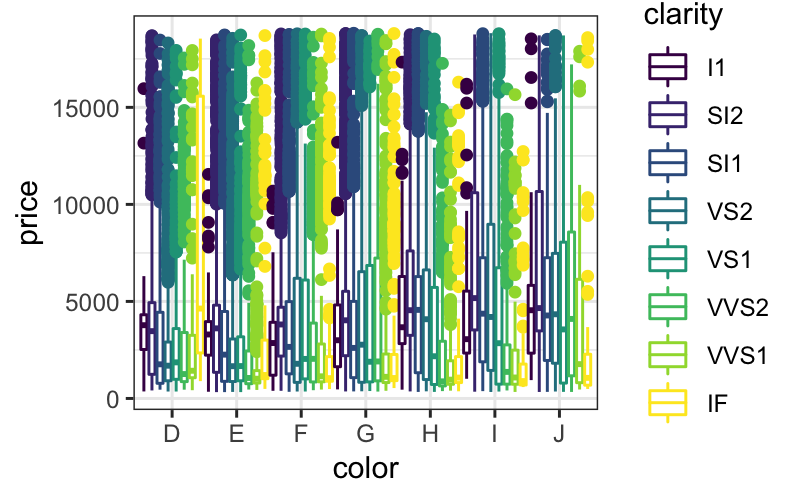 clarity
I1
SI2
SI1
VS2
VS1
VVS2
VVS1
IF
price
15000
10000
5000
0
D E F G H I J
color